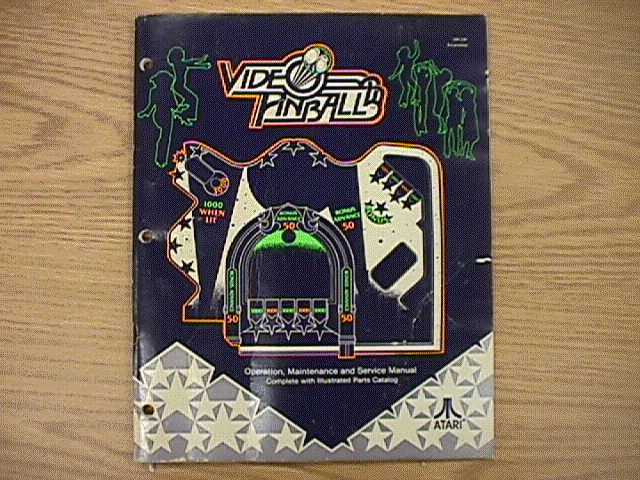 VIDEO
PINBALL
1000
WHEN
LIT
BONUS
ADVANCE
50
BONUS
ADVANCE
50
50
50
Operation, Maintenance and Service Manual
Complete with Illustrated Parts Catalog
ATARI